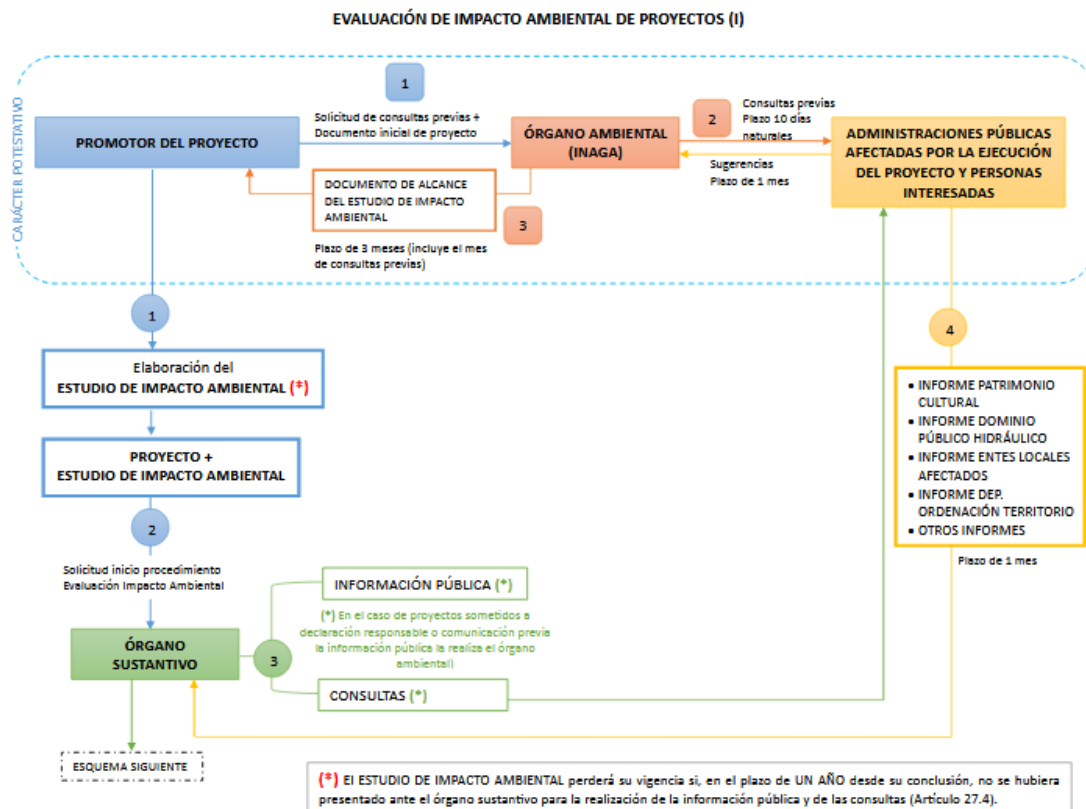 EVALUACIÓN DE IMPACTO AMBIENTAL DE PROYECTOS (I)
CARÁCTER POTESTATIVO
1
Solicitud de consultas previas +
Documento inicial de proyecto
PROMOTOR DEL PROYECTO
ÓRGANO AMBIENTAL
(INAGA)
2
Consultas previas
Plazo 10 días
naturales
Sugerencias
Plazo de 1 mes
ADMINISTRACIONES PÚBLICAS
AFECTADAS POR LA EJECUCIÓN
DEL PROYECTO Y PERSONAS
INTERESADAS
DOCUMENTO DE ALCANCE
DEL ESTUDIO DE IMPACTO
AMBIENTAL
3
Plazo de 3 meses (incluye el mes
de consultas previas)
1
Elaboración del
ESTUDIO DE IMPACTO AMBIENTAL (*)
PROYECTO +
ESTUDIO DE IMPACTO AMBIENTAL
2
Solicitud inicio procedimiento
Evaluación Impacto Ambiental
ÓRGANO
SUSTANTIVO
3
INFORMACIÓN PÚBLICA (*)
(*) En el caso de proyectos sometidos a
declaración responsable o comunicación previa
la información pública la realiza el órgano
ambiental)
CONSULTAS (*)
4
• INFORME PATRIMONIO
CULTURAL
• INFORME DOMINIO
PÚBLICO HIDRÁULICO
• INFORME ENTES LOCALES
AFECTADOS
• INFORME DEP.
ORDENACIÓN TERRITORIO
• OTROS INFORMES
Plazo de 1 mes
ESQUEMA SIGUIENTE
(*) El ESTUDIO DE IMPACTO AMBIENTAL perderá su vigencia si, en el plazo de UN AÑO desde su conclusión, no se hubiera
presentado ante el órgano sustantivo para la realización de la información pública y de las consultas (Artículo 27.4).